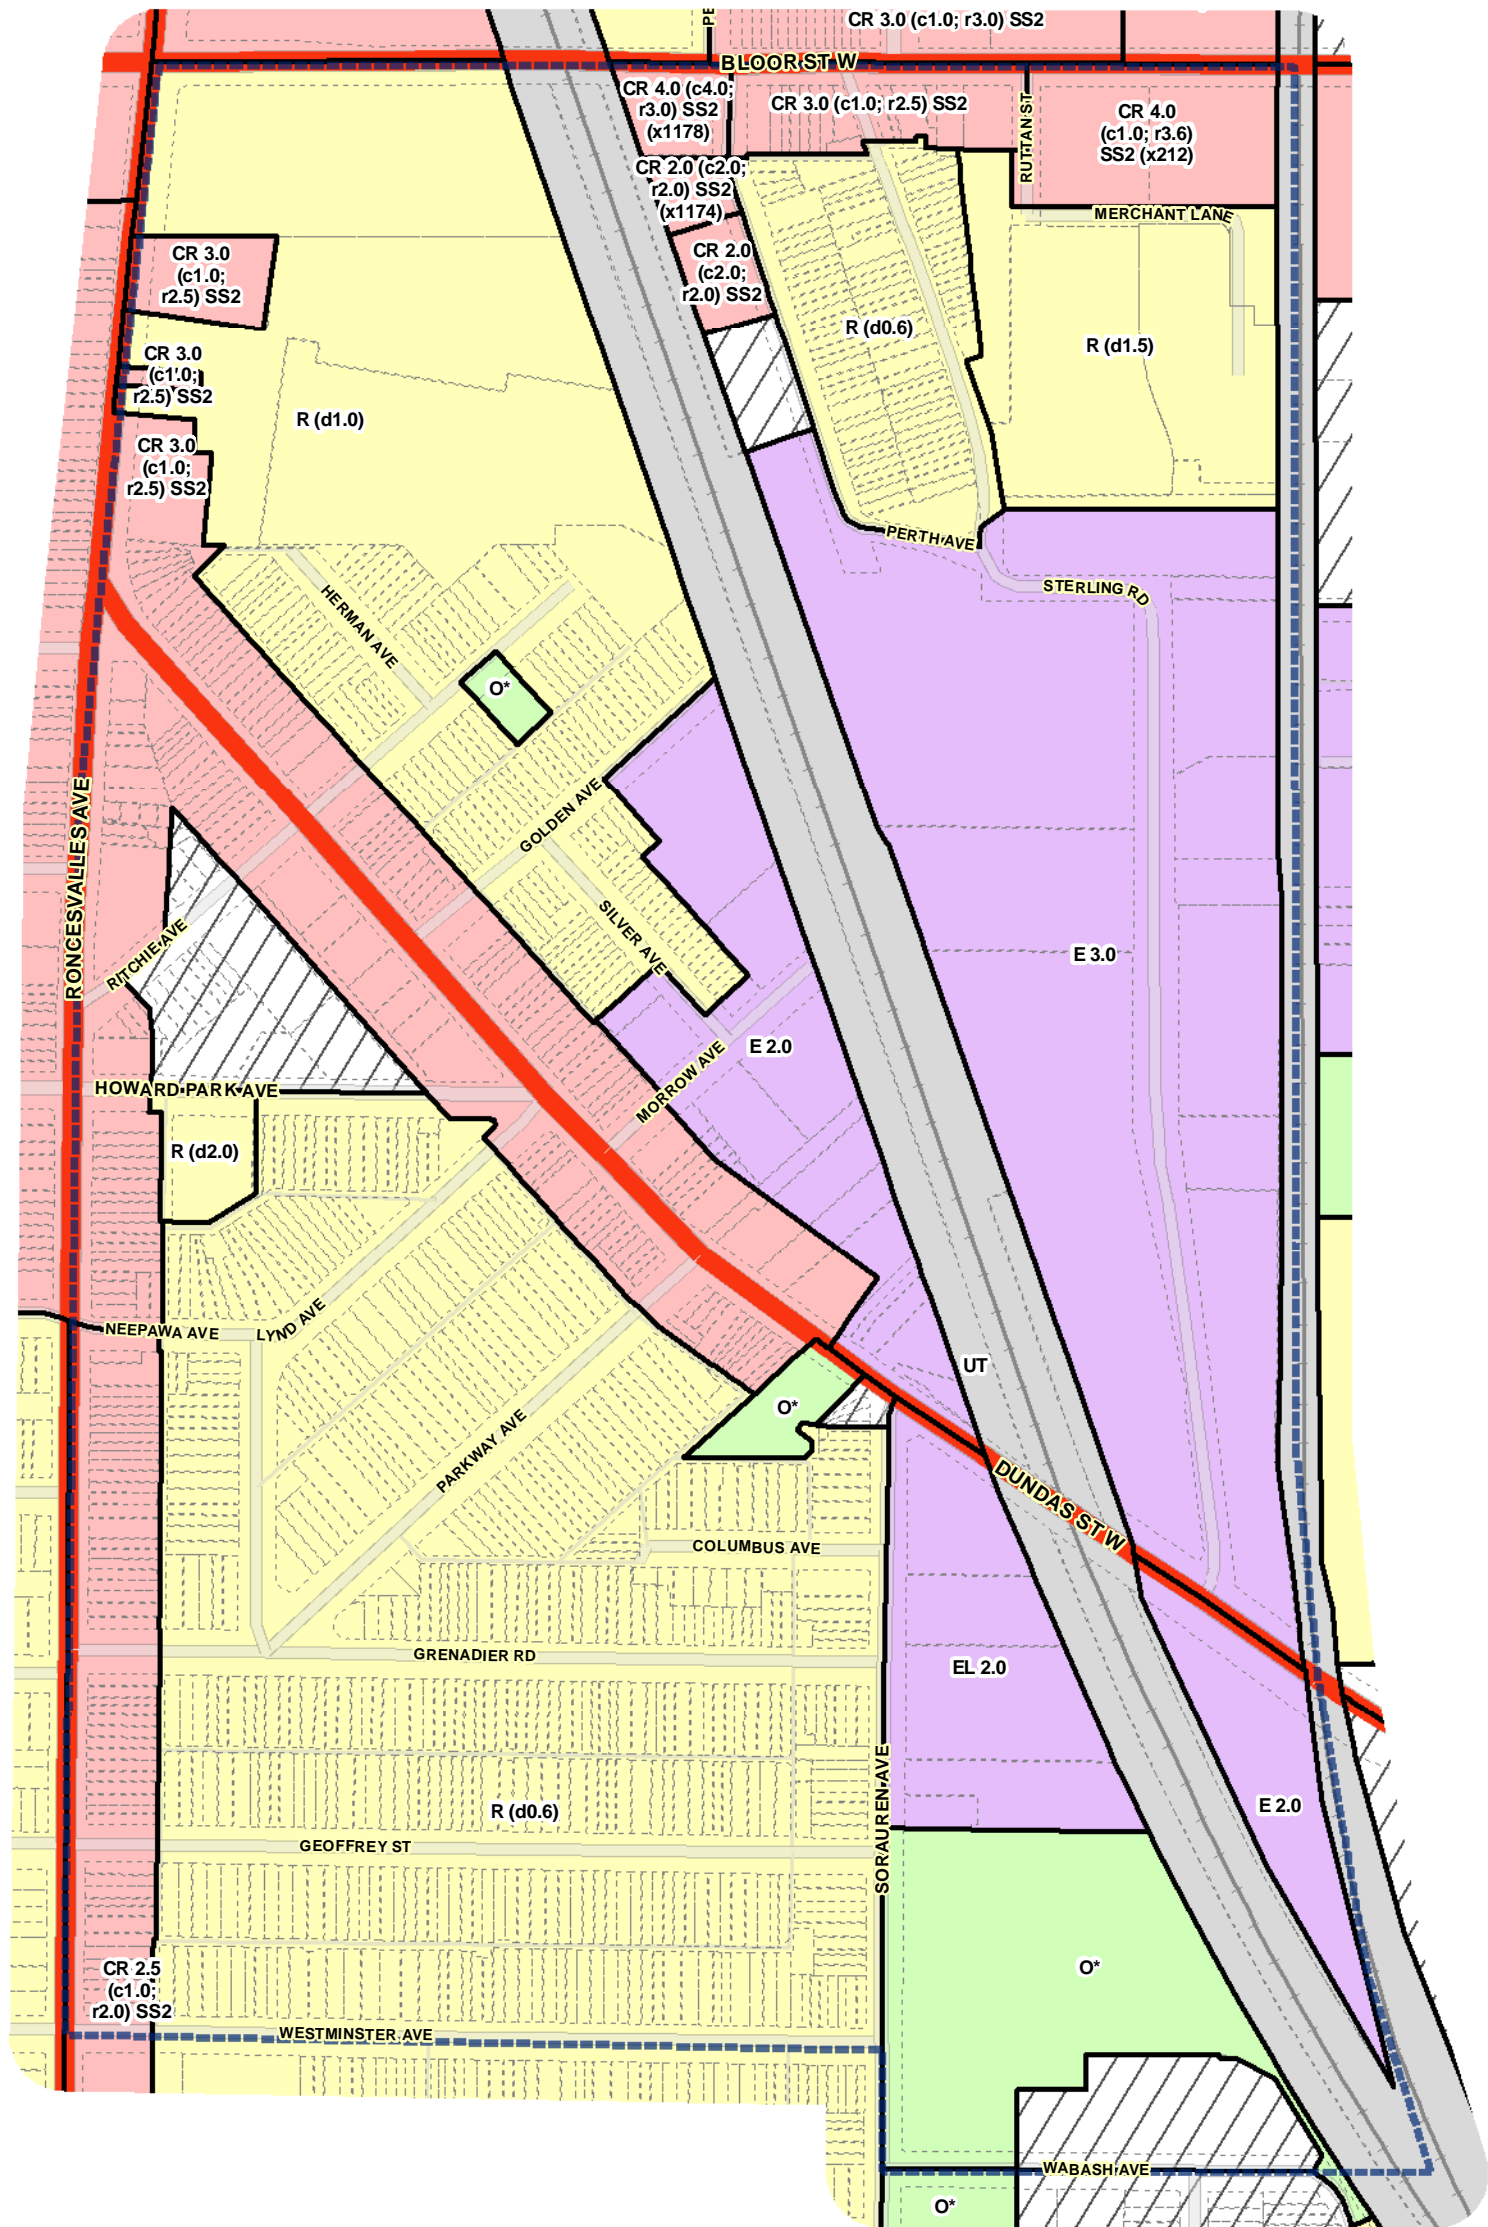 CR 3.0 (c1.0; r3.0) SS2
PE
BLOOR ST W
CR 4.0 (c4.0;
r3.0) SS2
(x1178)
CR 3.0 (c1.0; r2.5) SS2
RUTTAN ST
CR 4.0
(c1.0; r3.6)
SS2 (x212)
CR 2.0 (c2.0;
r2.0) SS2
(x1174)
MERCHANT LANE
CR 3.0
(c1.0;
r2.5) SS2
CR 2.0
(c2.0;
r2.0) SS2
R (d0.6)
R (d1.5)
CR 3.0
(c1.0;
r2.5) SS2
R (d1.0)
CR 3.0
(c1.0;
r2.5) SS2
PERTH AVE
STERLING RD
HERMAN AVE
O*
GOLDEN AVE
RONCESVALLES AVE
SILVER AVE
RITCHIE AVE
E 3.0
E 2.0
MORROW AVE
HOWARD PARK AVE
R (d2.0)
NEEPAWA AVE
LYND AVE
UT
O*
PARKWAY AVE
DUNDAS ST W
COLUMBUS AVE
GRENADIER RD
EL 2.0
SORAUREN AVE
E 2.0
R (d0.6)
GEOFFREY ST
CR 2.5
(c1.0;
r2.0) SS2
O*
WESTMINSTER AVE
WABASH AVE
O*